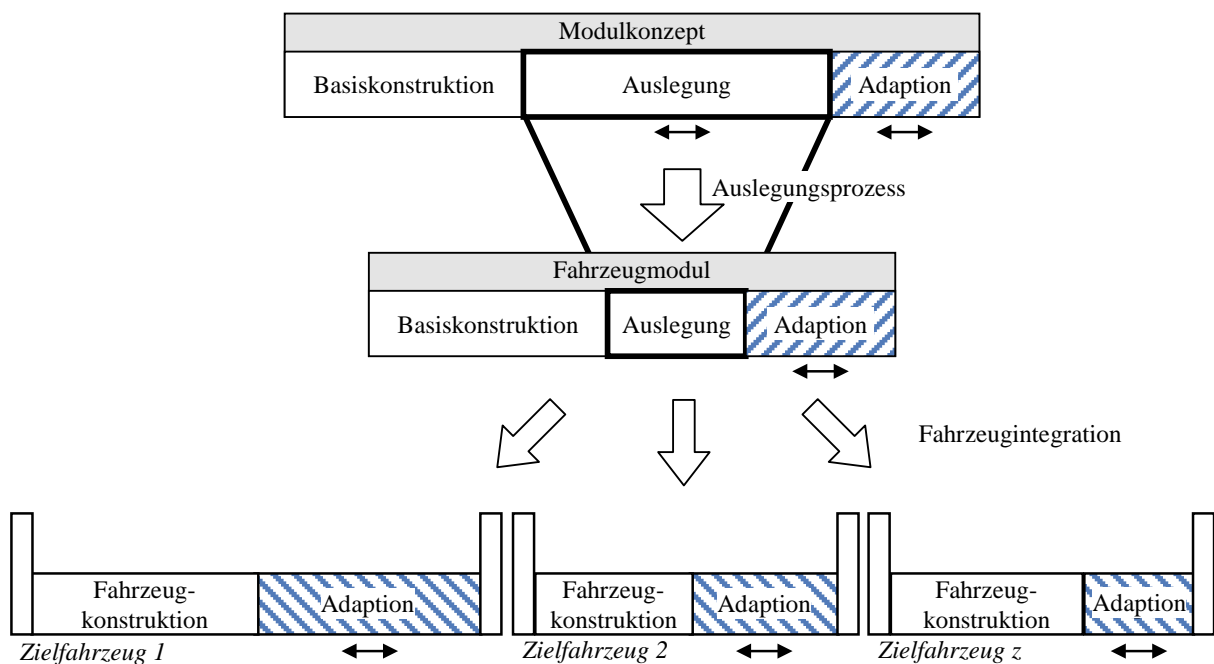 Modulkonzept
Basiskonstruktion Auslegung Adaption
Auslegungsprozess
Fahrzeugmodul
Basiskonstruktion Auslegung Adaption
Fahrzeugintegration
Fahrzeug-
konstruktion
Adaption
Fahrzeug-
konstruktion
Adaption
Fahrzeug-
konstruktion
Adaption
Zielfahrzeug 1
Zielfahrzeug 2
Zielfahrzeug z